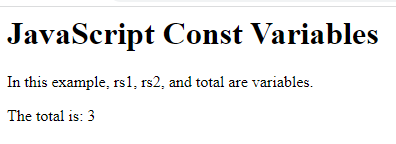 JavaScript Const Variables
In this example, rs1, rs2, and total are variables.
The total is: 3